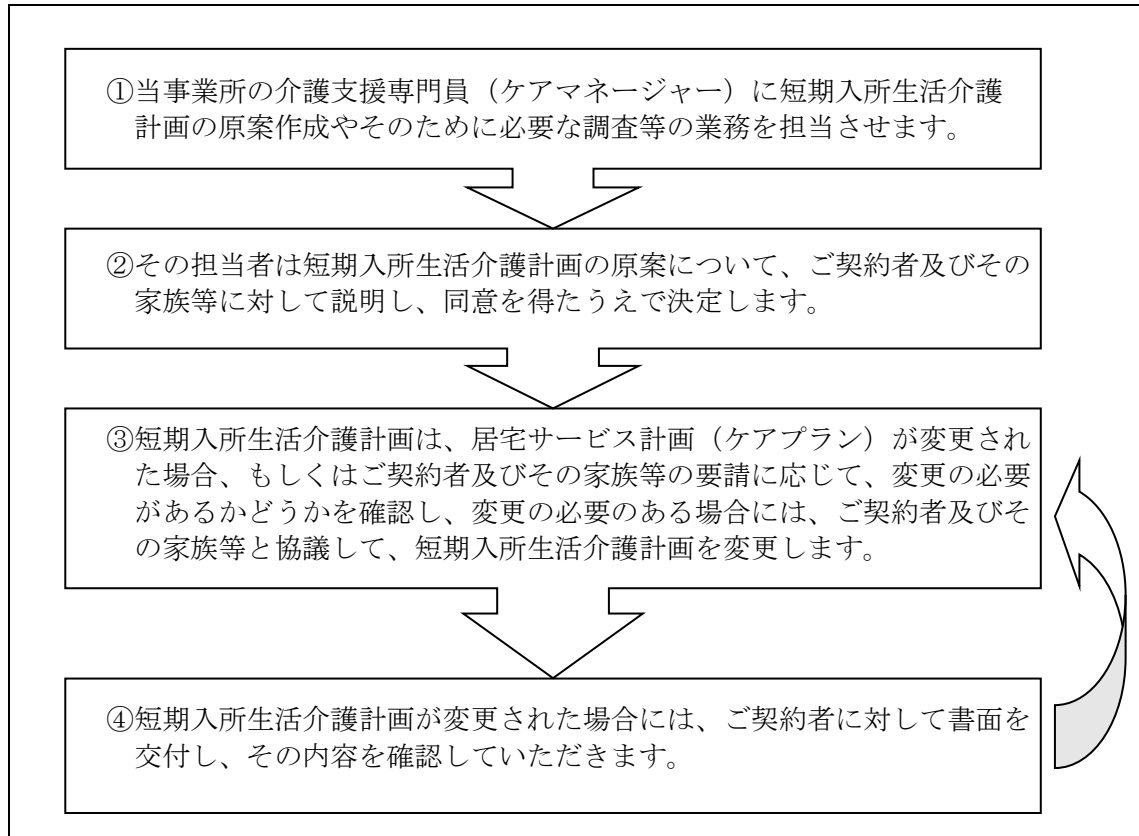 ①当事業所の介護支援専門員（ケアマネージャー）に短期入所生活介護
計画の原案作成やそのために必要な調査等の業務を担当させます。
②その担当者は短期入所生活介護計画の原案について、ご契約者及びその
家族等に対して説明し、同意を得たうえで決定します。
③短期入所生活介護計画は、居宅サービス計画（ケアプラン）が変更され
た場合、もしくはご契約者及びその家族等の要請に応じて、変更の必要
があるかどうかを確認し、変更の必要のある場合には、ご契約者及びそ
の家族等と協議して、短期入所生活介護計画を変更します。
④短期入所生活介護計画が変更された場合には、ご契約者に対して書面を
交付し、その内容を確認していただきます。